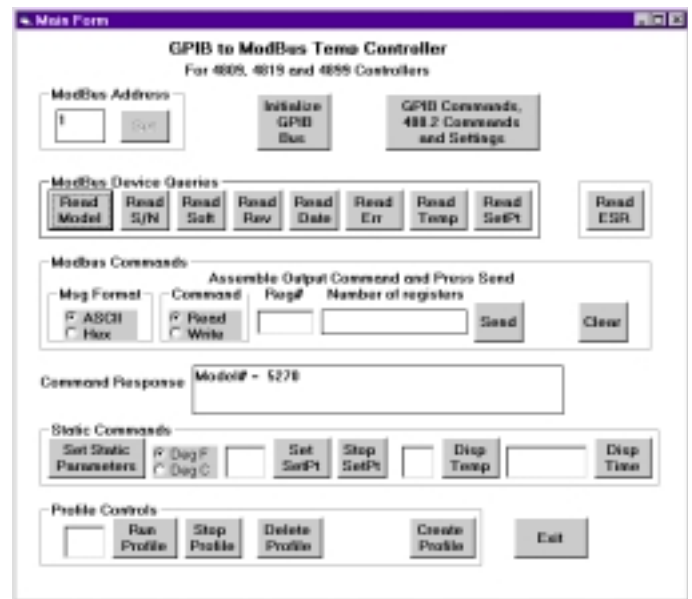 Main Form
GPIB to ModBus Temp Controller
For 4809, 4819 and 4899 Controllers
ModBus Address
1
Set
Initialize
GPIB
Bus
GPIB Commands,
488.2 Commands
and Settings
ModBus Device Queries
Read Model
Read S/N
Read Soft
Read Rev
Read Date
Read Err
Read Temp
Read SetPt
Read ESR
Modbus Commands
Assemble Output Command and Press Send
Msg Format
Command
Reg#
Number of registers
ASCII
Hex
Read
Write
Send
Clear
Command Response
Model# - 5270
Static Commands
Set Static
Parameters
Deg F
Deg C
Set SetPt
Stop SetPt
Disp Temp
Disp Time
Profile Controls
Run Profile
Stop Profile
Delete Profile
Create Profile
Exit